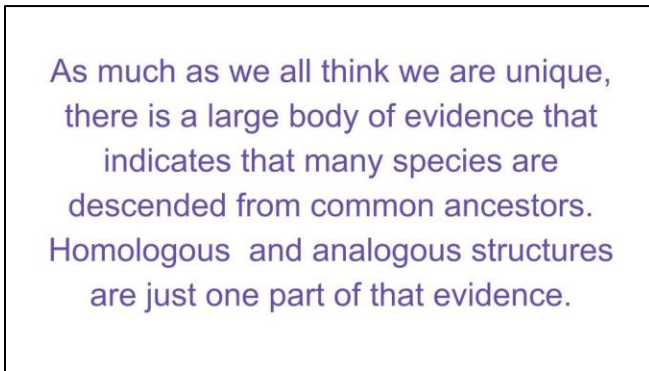 As much as we all think we are unique,
there is a large body of evidence that
indicates that many species are
descended from common ancestors.
Homologous  and analogous structures
are just one part of that evidence.